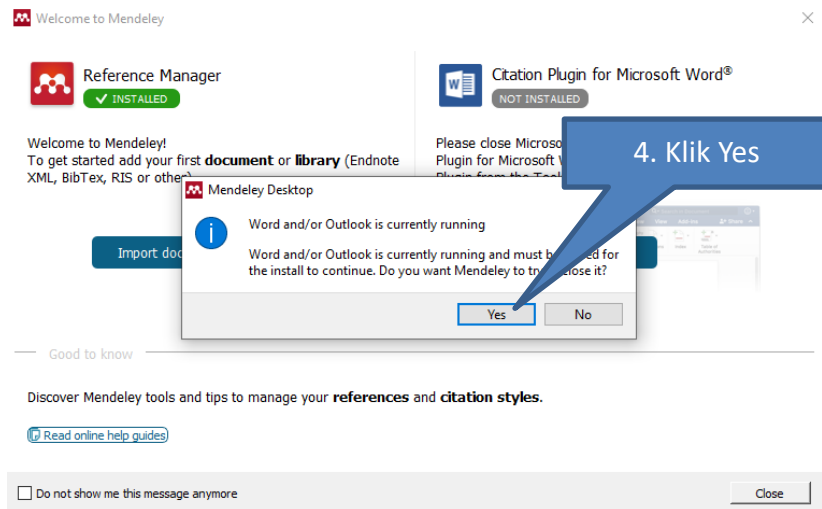 Welcome to Mendeley
Reference Manager
INSTALLED
Citation Plugin for Microsoft Word®
NOT INSTALLED
Welcome to Mendeley!
To get started add your first document or library (Endnote
XML, BibTex, RIS or other)
Please close Microso
Plugin for Microsoft
4. Klik Yes
Mendeley Desktop
Word and/or Outlook is currently running
Word and/or Outlook is currently running and must be for
the install to continue. Do you want Mendeley to close it?
Import doc
Yes
No
Good to know
Discover Mendeley tools and tips to manage your references and citation styles.
Read online help guides
Do not show me this message anymore
Close